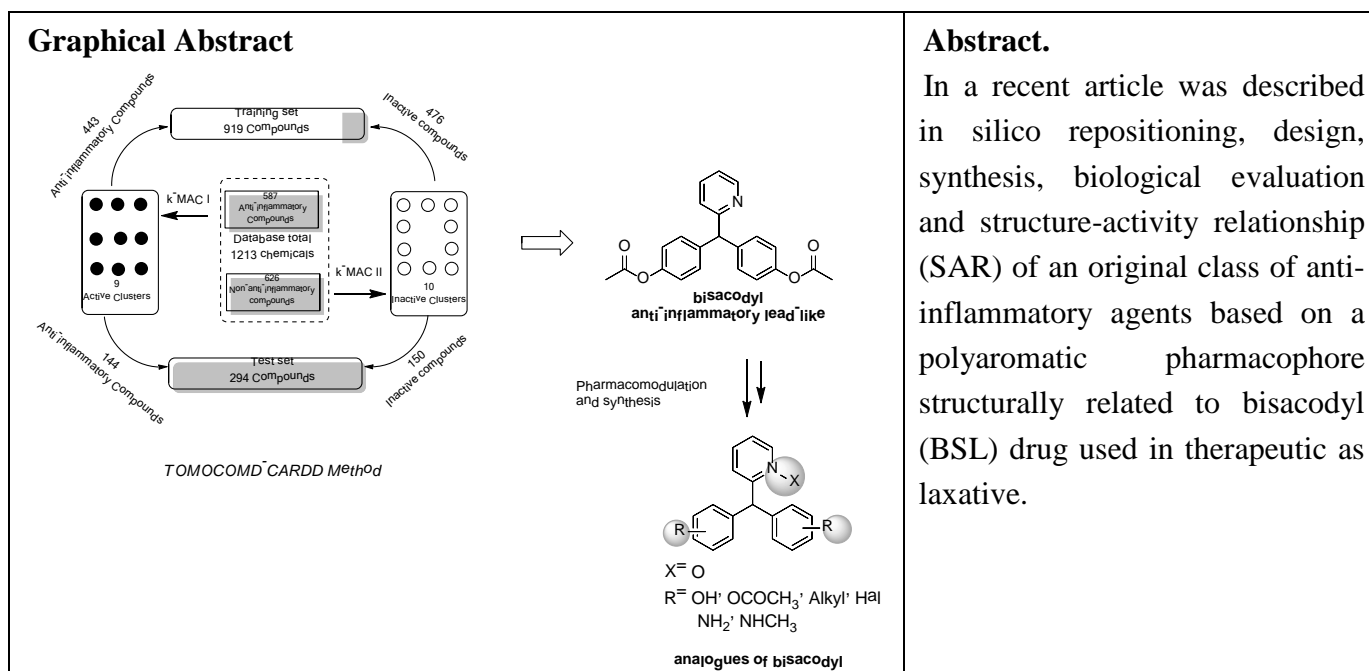 Graphical Abstract
443
Anti-inflammatory Compounds
Training set
919 Compounds
476
Inactive compounds
k-MAC I
587
Anti-inflammatory
Compounds
Database total
1213 chemicals
626
Non-anti-inflammatory
compounds
k-MAC II
9
Active Clusters
10
Inactive Clusters
144
Anti-inflammatory Compounds
Test set
294 Compounds
150
Inactive compounds
TOMOCOMD-CARDD Method
N
O
O
O
O
bisacodyl
anti-inflammatory lead-like
Pharmacomodulation
and synthesis
N
X
R
R
X= O
R= OH, OCOCH3, Alkyl, Hal
NH2, NHCH3
analogues of bisacodyl
Abstract.
In a recent article was described
in silico repositioning, design,
synthesis, biological evaluation
and structure-activity relationship
(SAR) of an original class of anti-
inflammatory agents based on a
polyaromatic pharmacophore
structurally related to bisacodyl
(BSL) drug used in therapeutic as
laxative.